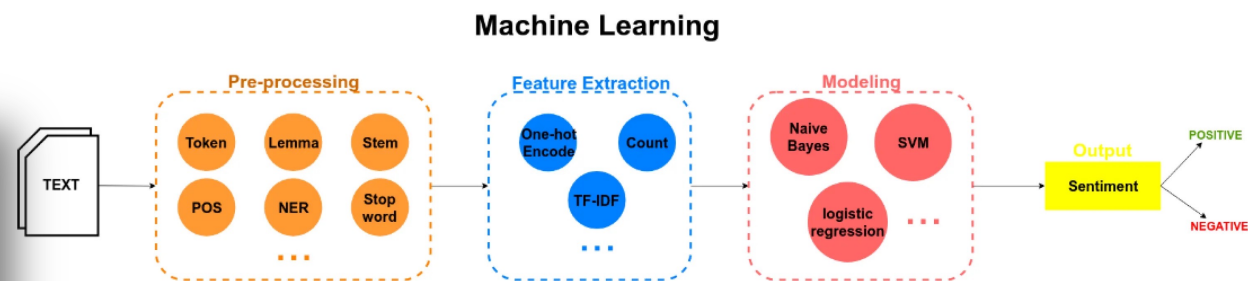 Machine Learning
Pre-processing
Feature Extraction
Modeling
TEXT
Token
Lemma
Stem
POS
NER
Stop
word
...
One-hot
Encode
Count
TF-IDF
...
Naive
Bayes
SVM
logistic
regression
...
Output
Sentiment
POSITIVE
NEGATIVE